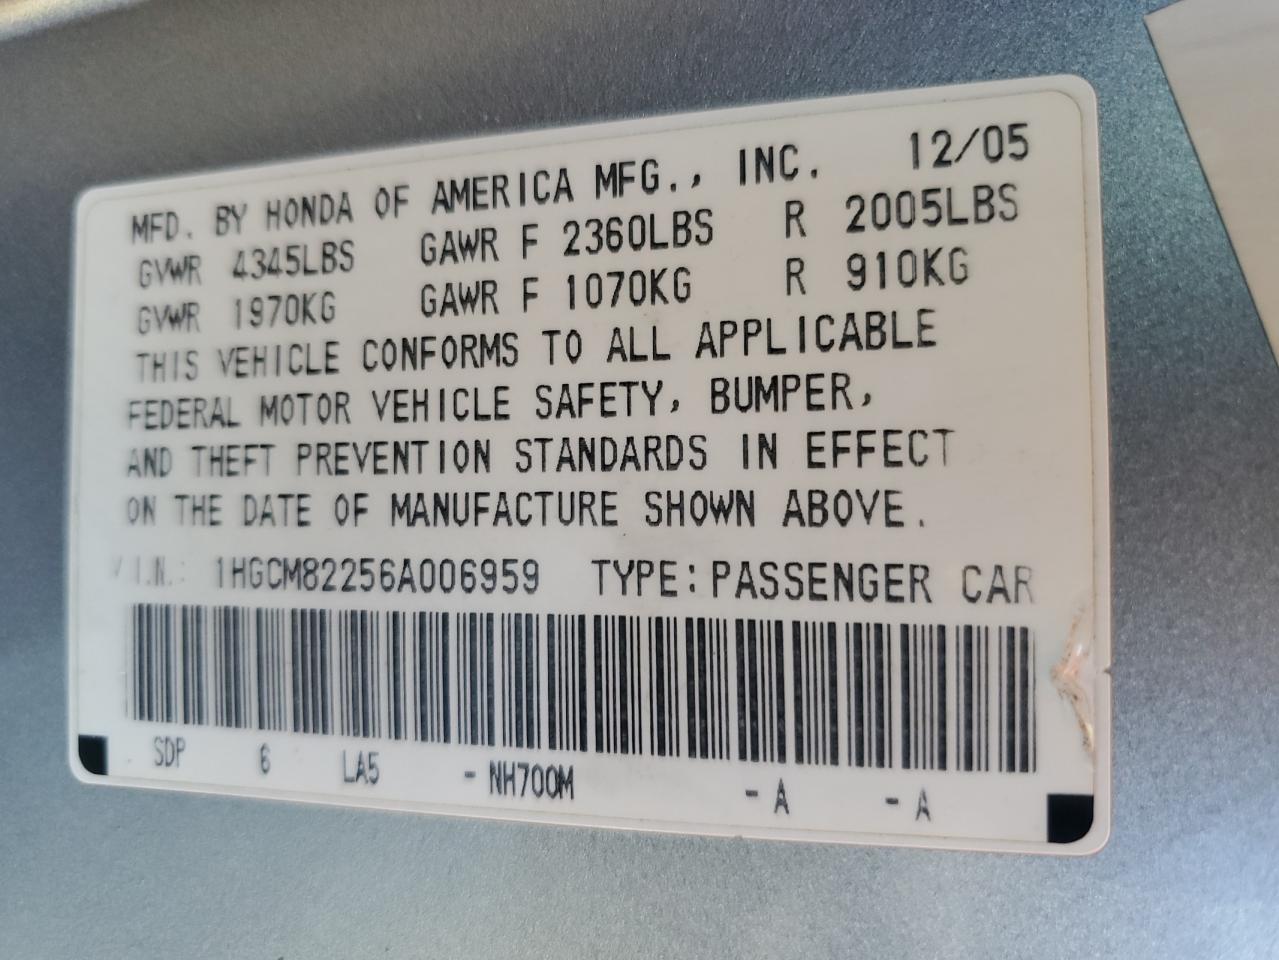 MFD. BY HONDA OF AMERICA MFG., INC. 12/05
GVWR 4345LBS GAWR F 2360LBS R 2005LBS
GVWR 1970KG GAWR F 1070KG R 910KG
THIS VEHICLE CONFORMS TO ALL APPLICABLE
FEDERAL MOTOR VEHICLE SAFETY, BUMPER,
AND THEFT PREVENTION STANDARDS IN EFFECT
ON THE DATE OF MANUFACTURE SHOWN ABOVE.
V.I.N.: 1HGCM82256A006959 TYPE: PASSENGER CAR
SDP 6 LA5 - NH700M - A - A